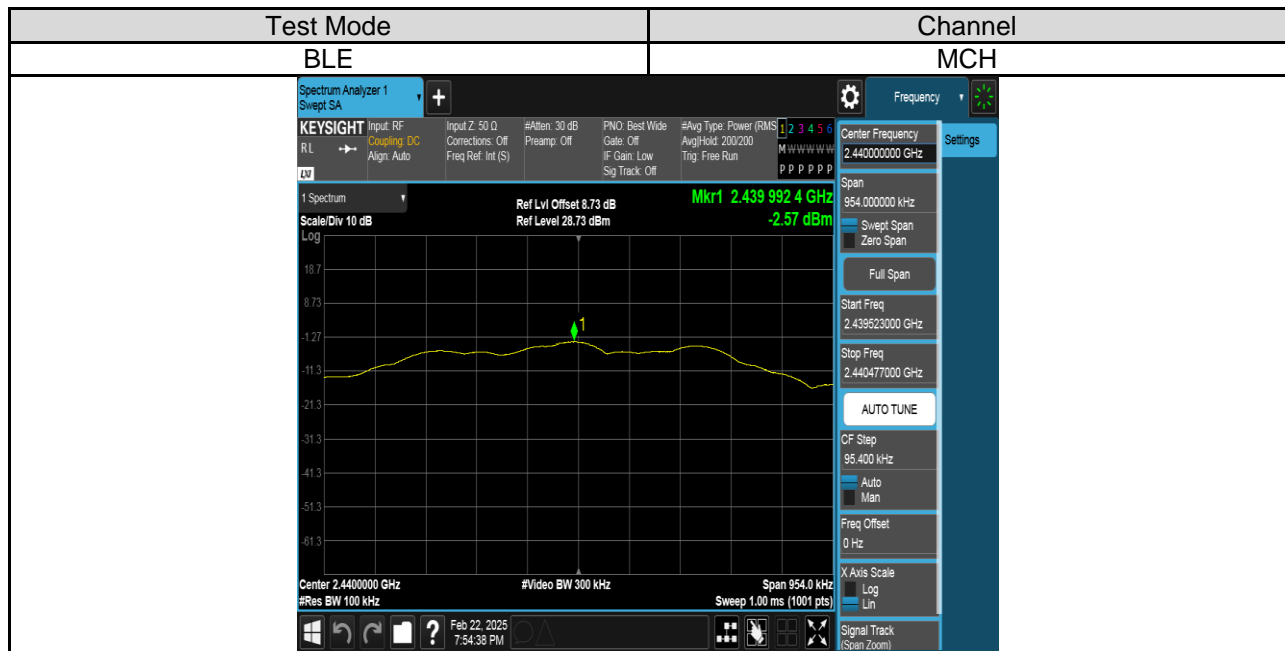 Test Mode
Channel
BLE
MCH
Spectrum Analyzer 1
Swept SA
+
Frequency
KEYSIGHT
RL
LXI
Input: RF
Coupling: DC
Align: Auto
Input Z: 50 Ω
Corrections: Off
Freq Ref: Int (S)
#Atten: 30 dB
Preamp: Off
PNO: Best Wide
Gate: Off
IF Gain: Low
Sig Track: Off
#Avg Type: Power (RMS
Avg|Hold: 200/200
Trig: Free Run
1 2 3 4 5 6
M W W W W W
P P P P P P
Center Frequency
2.440000000 GHz
Settings
Span
954.000000 kHz
Swept Span
Zero Span
Full Span
Start Freq
2.439523000 GHz
Stop Freq
2.440477000 GHz
AUTO TUNE
CF Step
95.400 kHz
Auto
Man
Freq Offset
0 Hz
X Axis Scale
Log
Lin
Signal Track
(Span Zoom)
1 Spectrum
Scale/Div 10 dB
Log
Ref Lvl Offset 8.73 dB
Ref Level 28.73 dBm
Mkr1 2.439 992 4 GHz
-2.57 dBm
18.7
8.73
-1.27
-11.3
-21.3
-31.3
-41.3
-51.3
-61.3
1
Center 2.4400000 GHz
#Res BW 100 kHz
#Video BW 300 kHz
Span 954.0 kHz
Sweep 1.00 ms (1001 pts)
?
Feb 22, 2025
7:54:38 PM